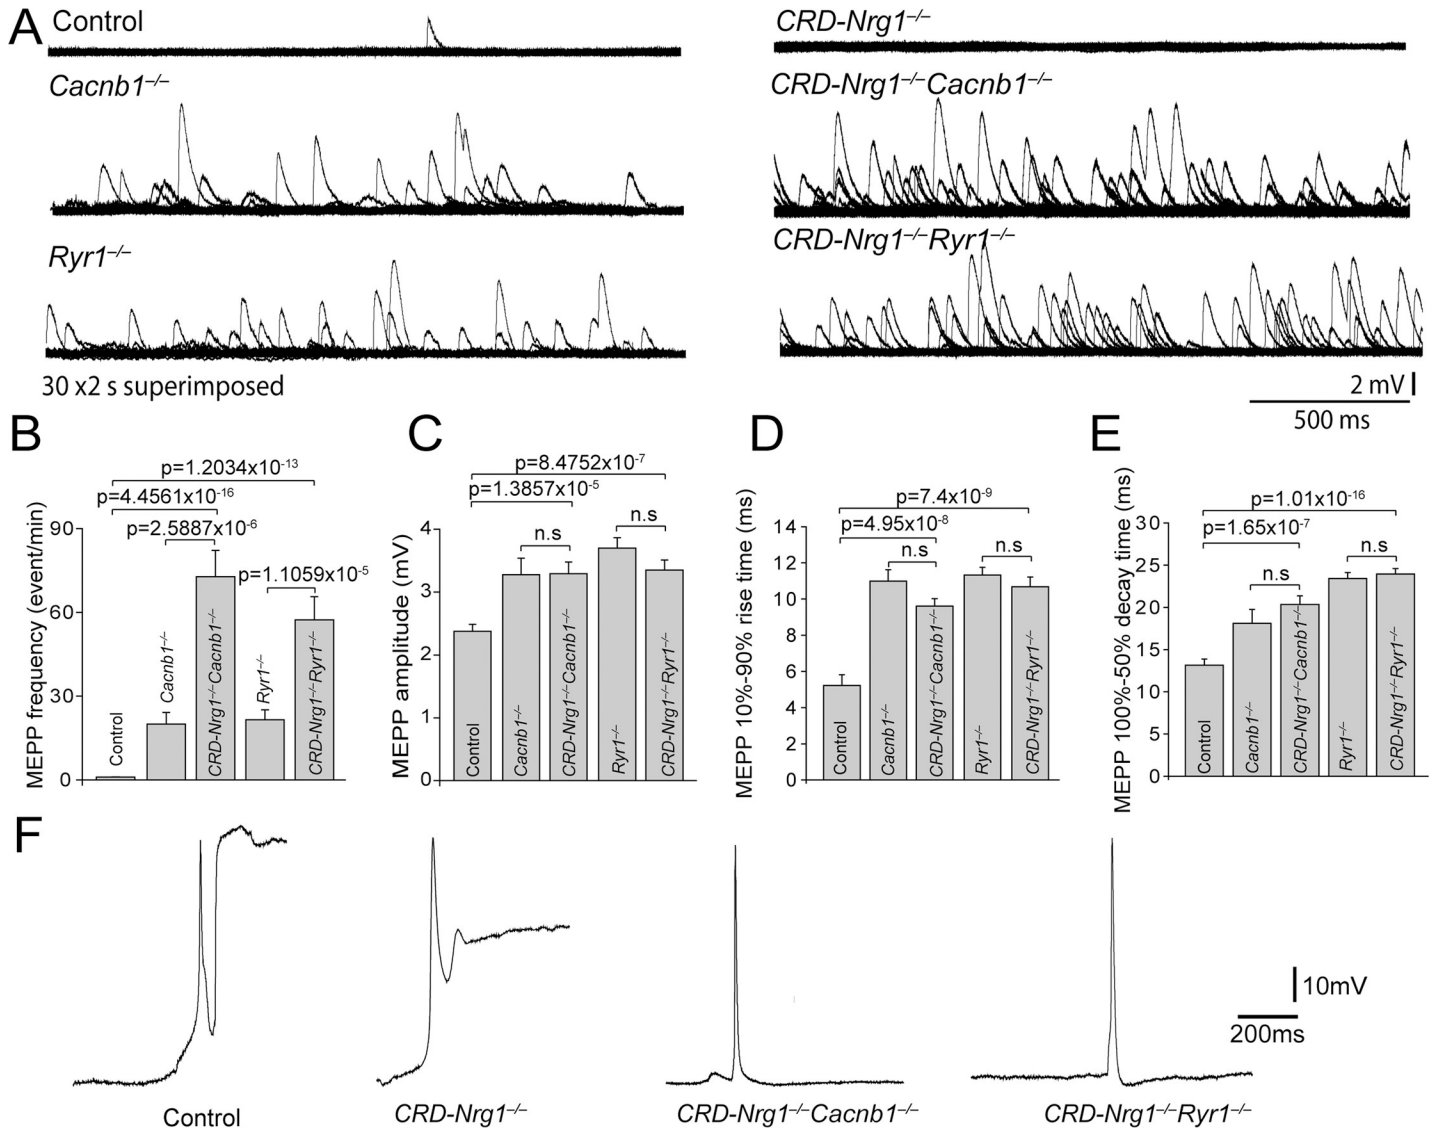 A
Control
CRD-Nrg1⁻/⁻
Cacnb1⁻/⁻
CRD-Nrg1⁻/⁻Cacnb1⁻/⁻
Ryr1⁻/⁻
CRD-Nrg1⁻/⁻Ryr1⁻/⁻
30 x2 s superimposed
2 mV
500 ms
B
p=1.2034x10⁻¹³
p=4.4561x10⁻¹⁶
p=2.5887x10⁻⁶
p=1.1059x10⁻⁵
MEPP frequency (event/min)
90
60
30
0
Control
Cacnb1⁻/⁻
CRD-Nrg1⁻/⁻Cacnb1⁻/⁻
Ryr1⁻/⁻
CRD-Nrg1⁻/⁻Ryr1⁻/⁻
C
p=8.4752x10⁻⁷
p=1.3857x10⁻⁵
n.s
n.s
MEPP amplitude (mV)
4
3
2
1
0
Control
Cacnb1⁻/⁻
CRD-Nrg1⁻/⁻Cacnb1⁻/⁻
Ryr1⁻/⁻
CRD-Nrg1⁻/⁻Ryr1⁻/⁻
D
p=7.4x10⁻⁹
p=4.95x10⁻⁸
n.s
n.s
MEPP 10%-90% rise time (ms)
14
12
10
8
6
4
2
0
Control
Cacnb1⁻/⁻
CRD-Nrg1⁻/⁻Cacnb1⁻/⁻
Ryr1⁻/⁻
CRD-Nrg1⁻/⁻Ryr1⁻/⁻
E
p=1.01x10⁻¹⁶
p=1.65x10⁻⁷
n.s
n.s
MEPP 100%-50% decay time (ms)
30
25
20
15
10
5
0
Control
Cacnb1⁻/⁻
CRD-Nrg1⁻/⁻Cacnb1⁻/⁻
Ryr1⁻/⁻
CRD-Nrg1⁻/⁻Ryr1⁻/⁻
F
10mV
200ms
Control
CRD-Nrg1⁻/⁻
CRD-Nrg1⁻/⁻Cacnb1⁻/⁻
CRD-Nrg1⁻/⁻Ryr1⁻/⁻